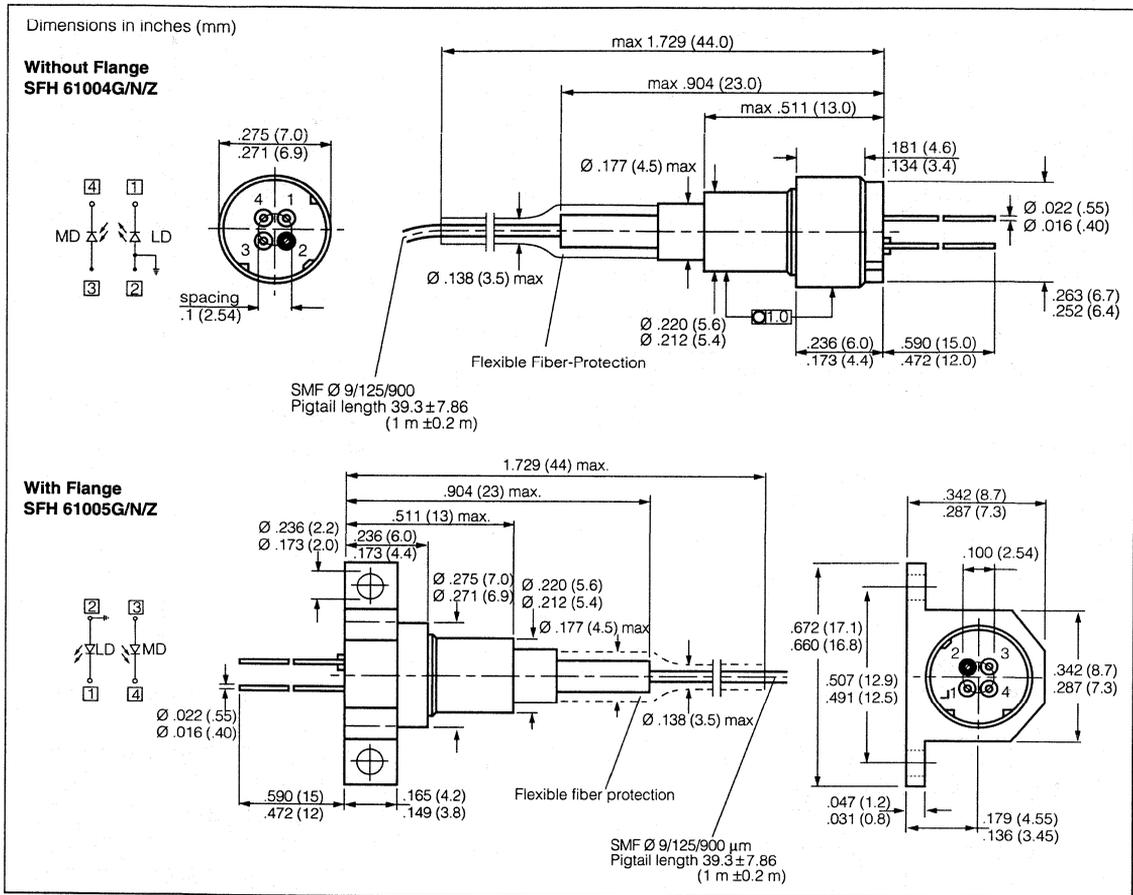 Dimensions in inches (mm)
Without Flange
SFH 61004G/N/Z
max 1.729 (44.0)
max .904 (23.0)
max .511 (13.0)
.275 (7.0)
.271 (6.9)
Ø .177 (4.5) max
.181 (4.6)
.134 (3.4)
4
1
4 1
MD
LD
3
2
3
2
Ø .022 (.55)
Ø .016 (.40)
spacing
.1 (2.54)
Ø .138 (3.5) max
Ø .220 (5.6)
Ø .212 (5.4)
1.0
.263 (6.7)
.252 (6.4)
.236 (6.0)
.173 (4.4)
.590 (15.0)
.472 (12.0)
Flexible Fiber-Protection
SMF Ø 9/125/900
Pigtail length 39.3±7.86
(1 m ±0.2 m)
With Flange
SFH 61005G/N/Z
1.729 (44) max.
.904 (23) max.
.511 (13) max.
Ø .236 (2.2)
Ø .173 (2.0)
.236 (6.0)
.173 (4.4)
Ø .275 (7.0)
Ø .271 (6.9)
Ø .220 (5.6)
Ø .212 (5.4)
Ø .177 (4.5) max
.342 (8.7)
.287 (7.3)
.100 (2.54)
2
3
LD
MD
1
4
.672 (17.1)
.660 (16.8)
.507 (12.9)
.491 (12.5)
2 3
1 4
.342 (8.7)
.287 (7.3)
Ø .022 (.55)
Ø .016 (.40)
Ø .138 (3.5) max
.590 (15)
.472 (12)
.165 (4.2)
.149 (3.8)
Flexible fiber protection
.047 (1.2)
.031 (0.8)
.179 (4.55)
.136 (3.45)
SMF Ø 9/125/900 µm
Pigtail length 39.3±7.86
(1 m ±0.2 m)